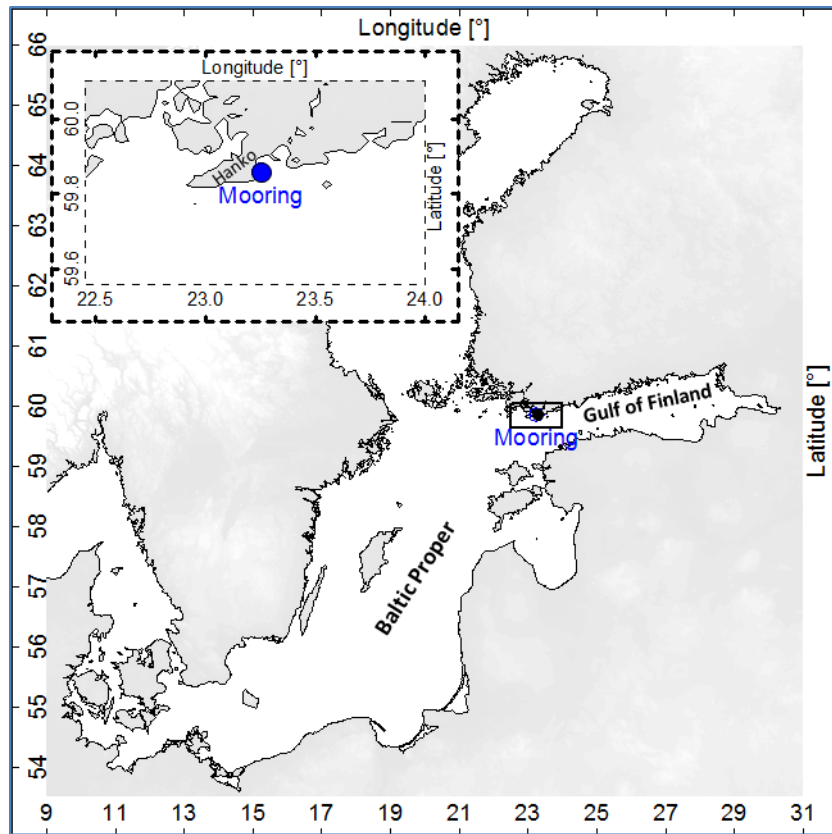 Longitude [°]
66
65
64
63
62
61
60
59
58
57
56
55
54
Longitude [°]
60.0
59.8
59.6
Hanko
Mooring
Latitude [°]
22.5 23.0 23.5 24.0
Gulf of Finland
Mooring
Baltic Proper
Latitude [°]
9 11 13 15 17 19 21 23 25 27 29 31